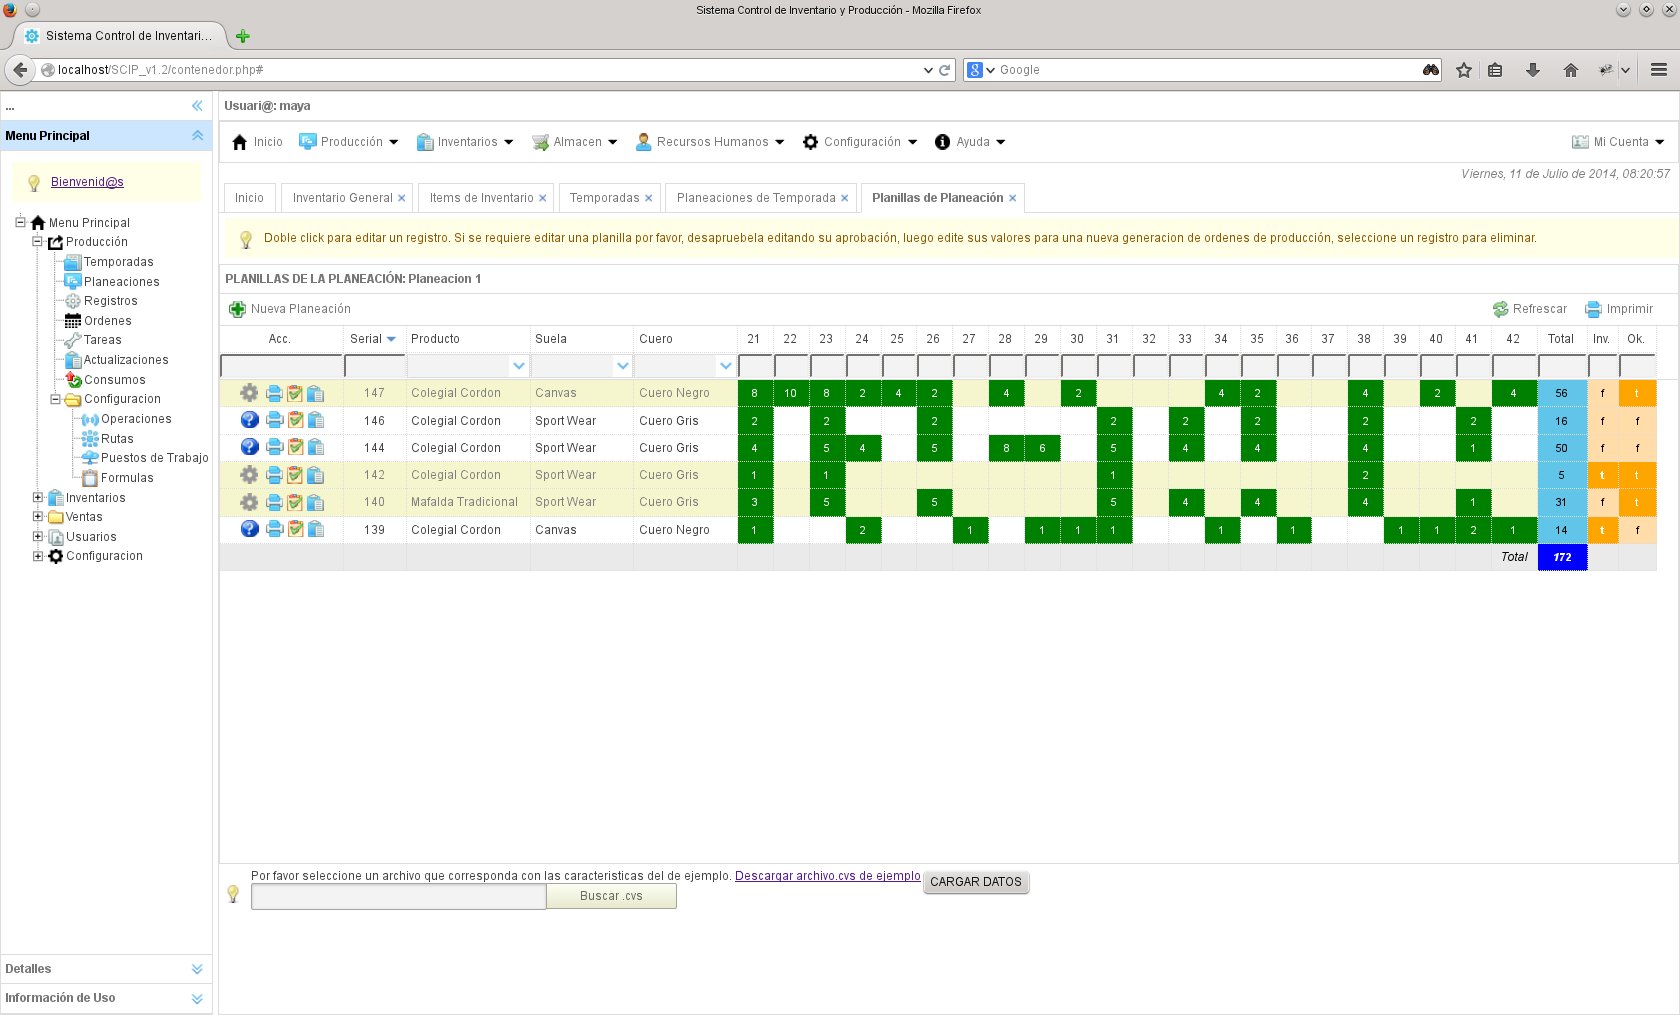 Sistema Control de Inventario y Producción - Mozilla Firefox
Sistema Control de Inventari...
localhost/SCIP_v1.2/contenedor.php#
Google
...
Usuari@: maya
Menu Principal
Inicio Producción Inventarios Almacen Recursos Humanos Configuración Ayuda Mi Cuenta
Viernes, 11 de Julio de 2014, 08:20:57
Bienvenid@s
Inicio Inventario General Items de Inventario Temporadas Planeaciones de Temporada Planillas de Planeación
Menu Principal
Producción
Temporadas
Planeaciones
Registros
Ordenes
Tareas
Actualizaciones
Consumos
Configuracion
Operaciones
Rutas
Puestos de Trabajo
Formulas
Inventarios
Ventas
Usuarios
Configuracion
Doble click para editar un registro. Si se requiere editar una planilla por favor, desapruebela editando su aprobación, luego edite sus valores para una nueva generacion de ordenes de producción, seleccione un registro para eliminar.
PLANILLAS DE LA PLANEACIÓN: Planeacion 1
Nueva Planeación Refrescar Imprimir
Acc. Serial Producto Suela Cuero 21 22 23 24 25 26 27 28 29 30 31 32 33 34 35 36 37 38 39 40 41 42 Total Inv. Ok.
147 Colegial Cordon Canvas Cuero Negro 8 10 8 2 4 2 4 2 4 2 4 2 4 56 f t
146 Colegial Cordon Sport Wear Cuero Gris 2 2 2 2 2 2 2 2 16 f f
144 Colegial Cordon Sport Wear Cuero Gris 4 5 4 5 8 6 5 4 4 4 1 50 f f
142 Colegial Cordon Sport Wear Cuero Gris 1 1 1 2 5 t t
140 Mafalda Tradicional Sport Wear Cuero Gris 3 5 5 5 4 4 4 1 31 f t
139 Colegial Cordon Canvas Cuero Negro 1 2 1 1 1 1 1 1 1 1 2 1 14 t f
Total 172
Por favor seleccione un archivo que corresponda con las caracteristicas del de ejemplo. Descargar archivo.cvs de ejemplo CARGAR DATOS
Buscar .cvs
Detalles
Información de Uso